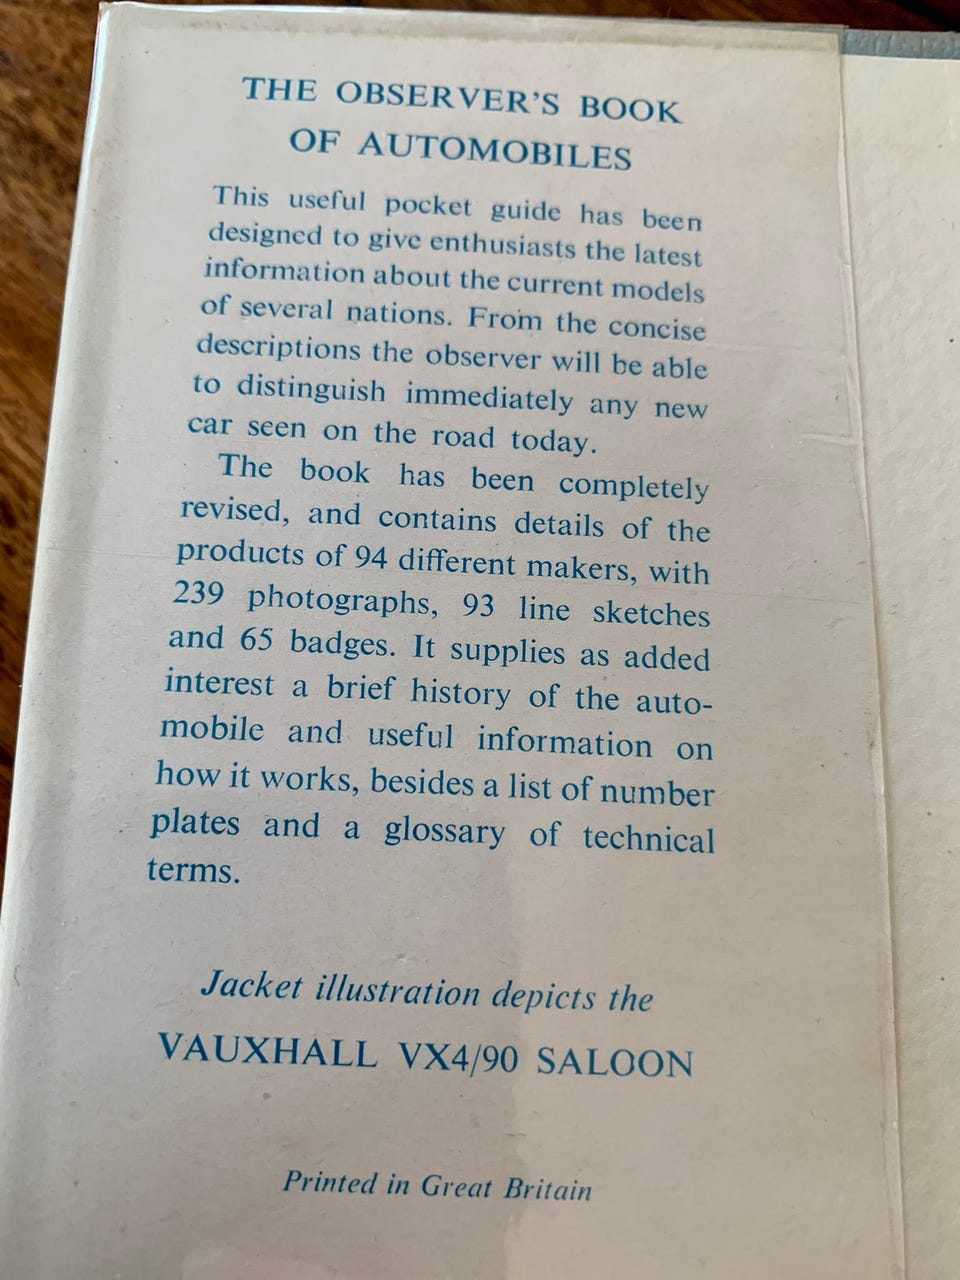 THE OBSERVER'S BOOK
OF AUTOMOBILES
This useful pocket guide has been
designed to give enthusiasts the latest
information about the current models
of several nations. From the concise
descriptions the observer will be able
to distinguish immediately any new
car seen on the road today.
The book has been completely
revised, and contains details of the
products of 94 different makers, with
239 photographs, 93 line sketches
and 65 badges. It supplies as added
interest a brief history of the auto-
mobile and useful information on
how it works, besides a list of number
plates and a glossary of technical
terms.
Jacket illustration depicts the
VAUXHALL VX4/90 SALOON
Printed in Great Britain